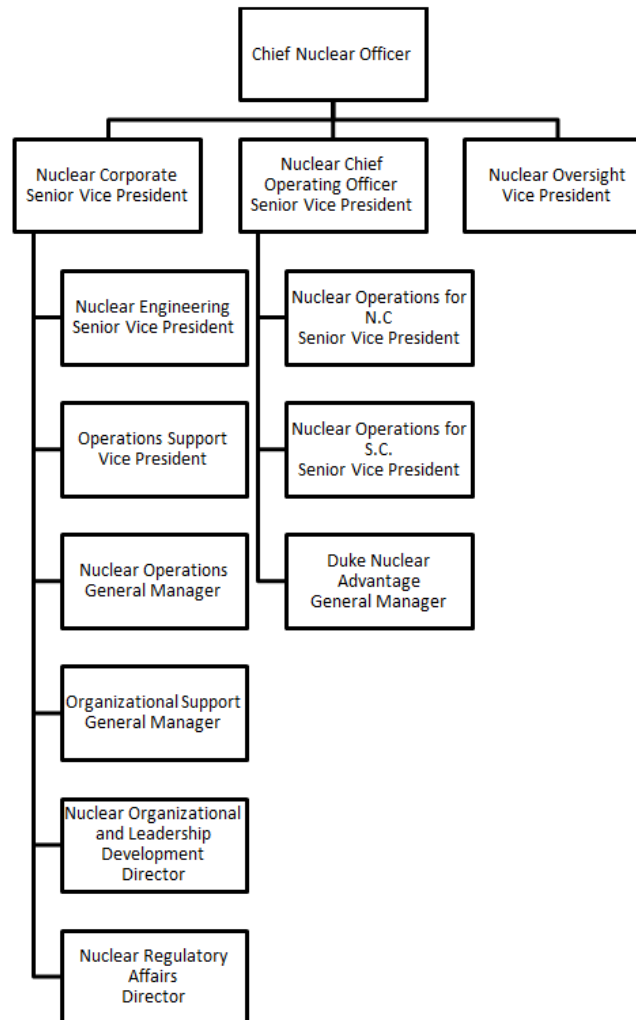 Chief Nuclear Officer
Nuclear Corporate
Senior Vice President
Nuclear Chief
Operating Officer
Senior Vice President
Nuclear Oversight
Vice President
Nuclear Engineering
Senior Vice President
Operations Support
Vice President
Nuclear Operations
General Manager
Organizational Support
General Manager
Nuclear Organizational
and Leadership
Development
Director
Nuclear Regulatory
Affairs
Director
Nuclear Operations for
N.C
Senior Vice President
Nuclear Operations for
S.C.
Senior Vice President
Duke Nuclear
Advantage
General Manager